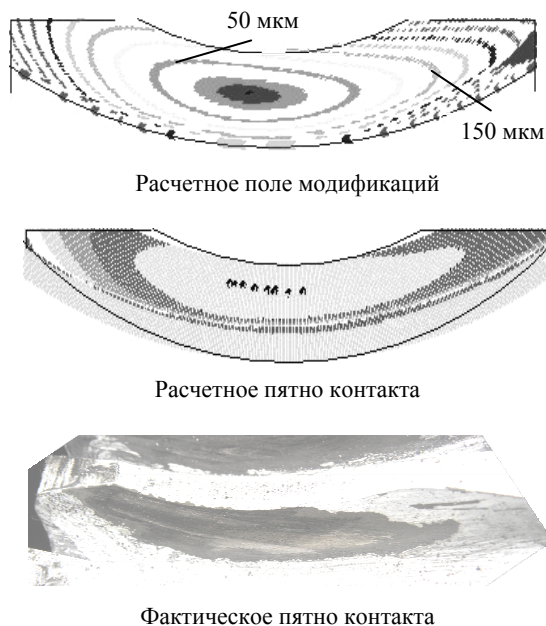 50 мкм
150 мкм
Расчетное поле модификаций
Расчетное пятно контакта
Фактическое пятно контакта